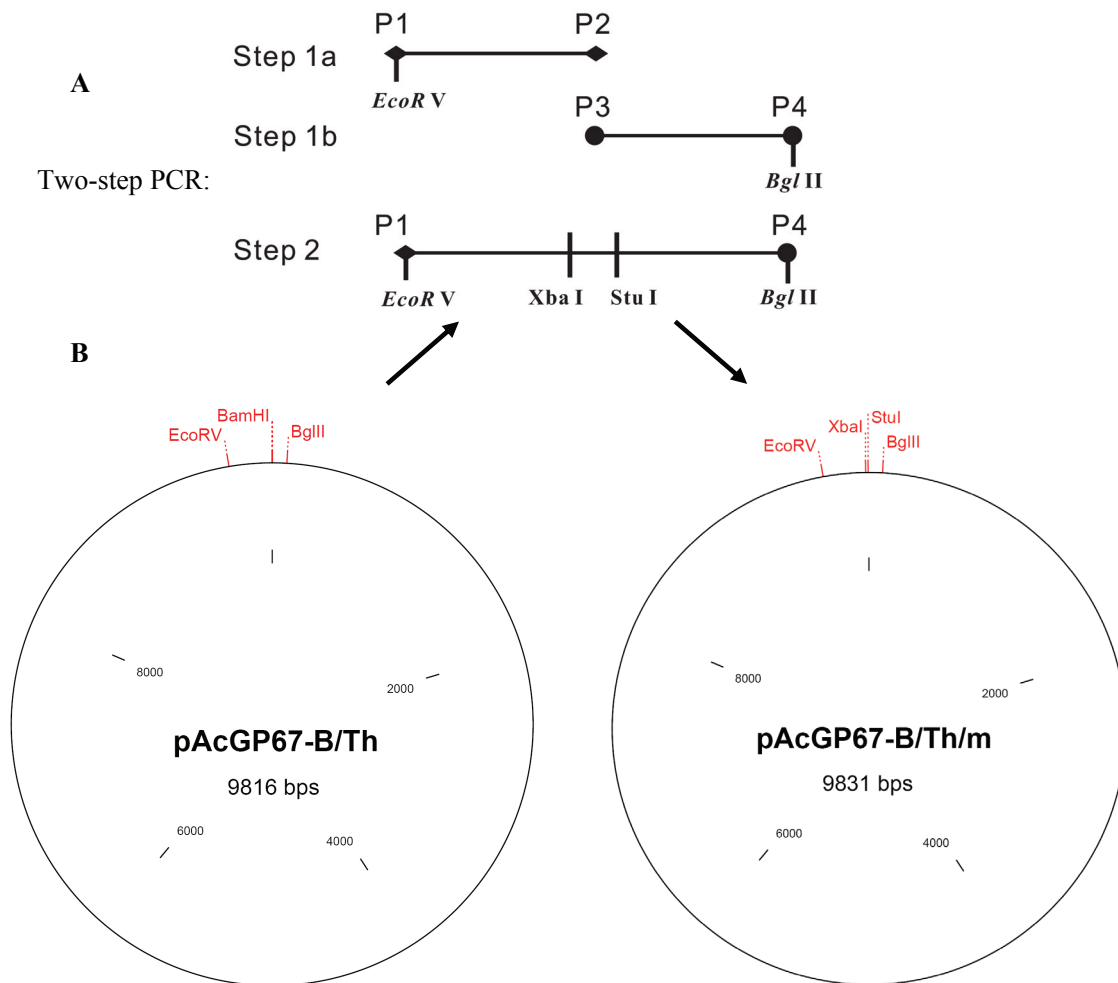 P1 P2
Step 1a
A
EcoR V
P3 P4
Step 1b
Two-step PCR:
Bgl II
P1 P4
Step 2
EcoR V Xba I Stu I Bgl II
B
BamHI
EcoRV BglII
8000
2000
pAcGP67-B/Th
9816 bps
6000
4000
StuI
XbaI
EcoRV BglII
8000
2000
pAcGP67-B/Th/m
9831 bps
6000
4000